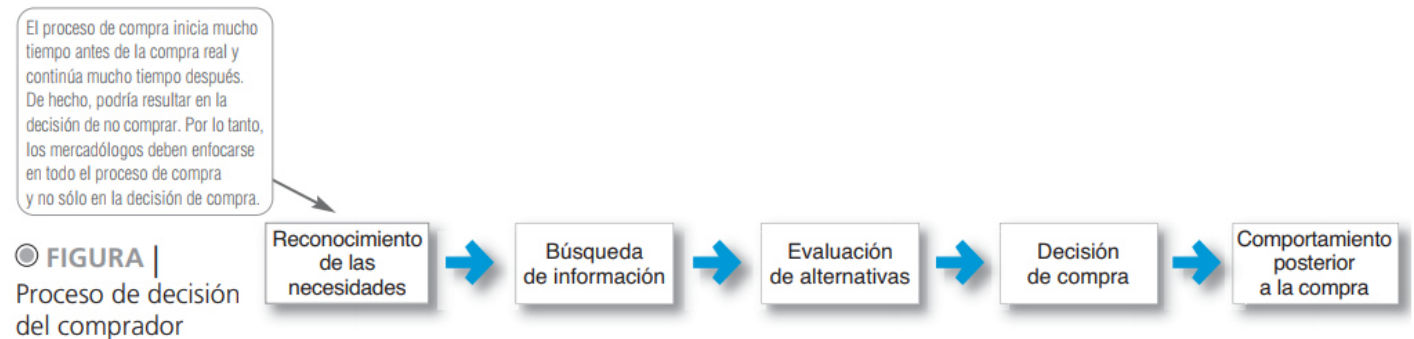 El proceso de compra inicia mucho
tiempo antes de la compra real y
continúa mucho tiempo después.
De hecho, podría resultar en la
decisión de no comprar. Por lo tanto,
los mercadólogos deben enfocarse
en todo el proceso de compra
y no sólo en la decisión de compra.
FIGURA |
Proceso de decisión
del comprador
Reconocimiento
de las
necesidades
Búsqueda
de información
Evaluación
de alternativas
Decisión
de compra
Comportamiento
posterior
a la compra